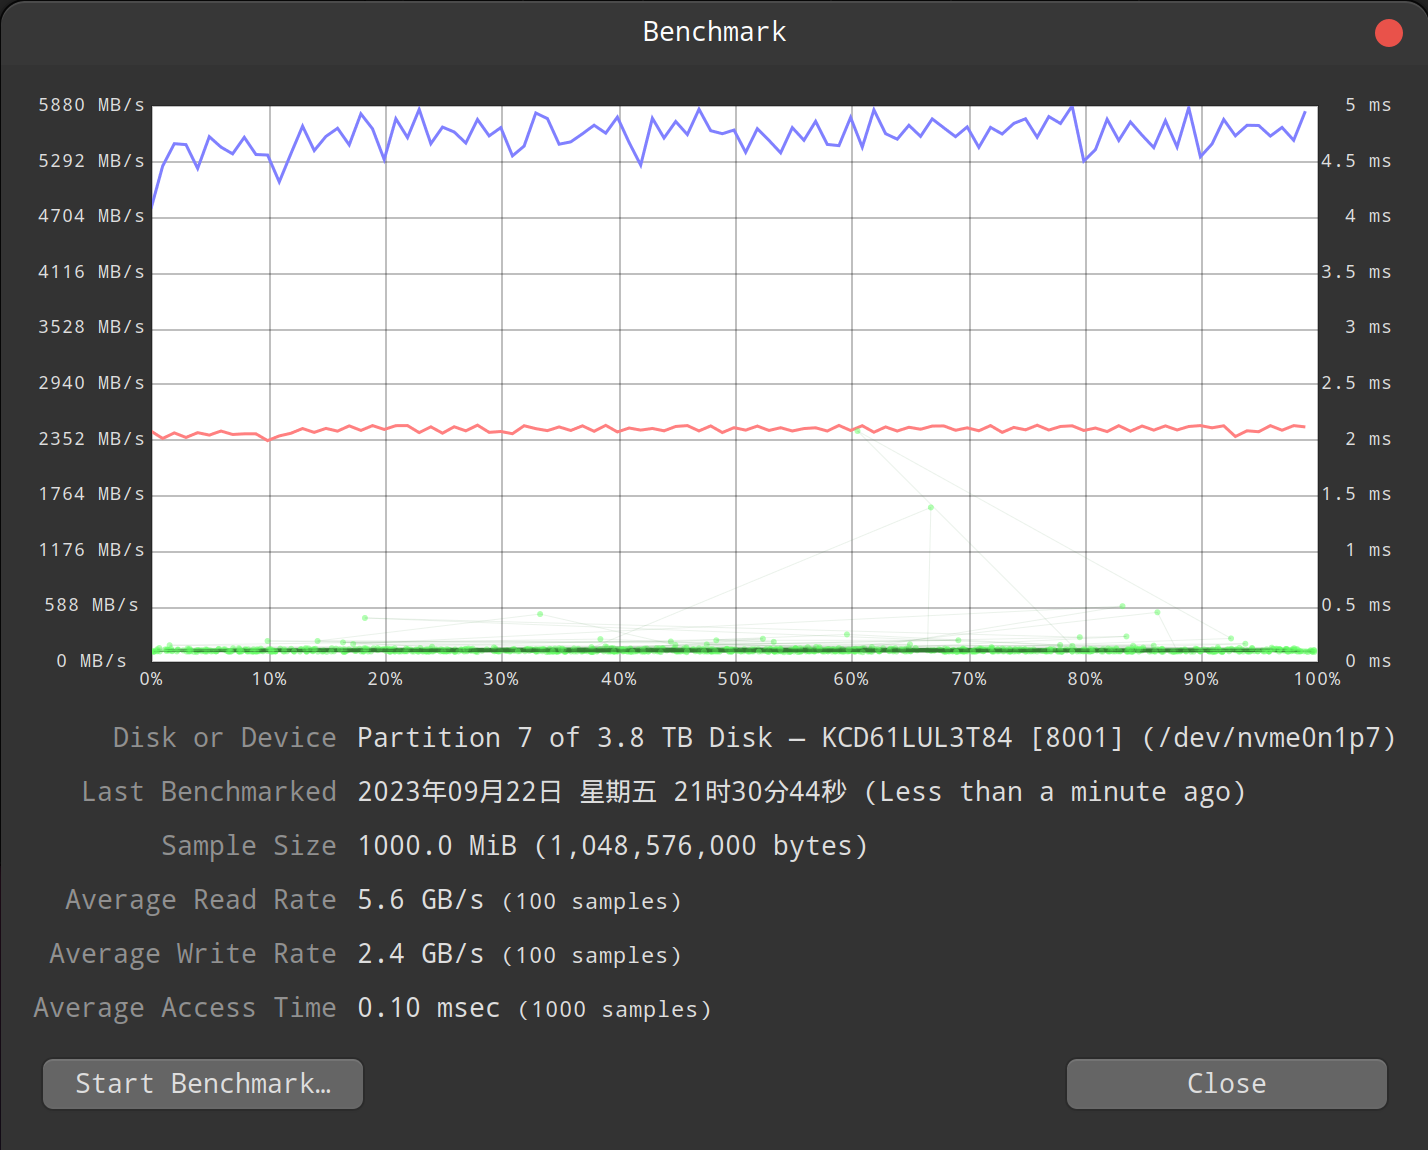 Benchmark
5880 MB/s
5 ms
5292 MB/s
4.5 ms
4704 MB/s
4 ms
4116 MB/s
3.5 ms
3528 MB/s
3 ms
2940 MB/s
2.5 ms
2352 MB/s
2 ms
1764 MB/s
1.5 ms
1176 MB/s
1 ms
588 MB/s
0.5 ms
0 MB/s
0 ms
0% 10% 20% 30% 40% 50% 60% 70% 80% 90% 100%
Disk or Device Partition 7 of 3.8 TB Disk — KCD61LUL3T84 [8001] (/dev/nvme0n1p7)
Last Benchmarked 2023年09月22日 星期五 21时30分44秒 (Less than a minute ago)
Sample Size 1000.0 MiB (1,048,576,000 bytes)
Average Read Rate 5.6 GB/s (100 samples)
Average Write Rate 2.4 GB/s (100 samples)
Average Access Time 0.10 msec (1000 samples)
Start Benchmark… Close